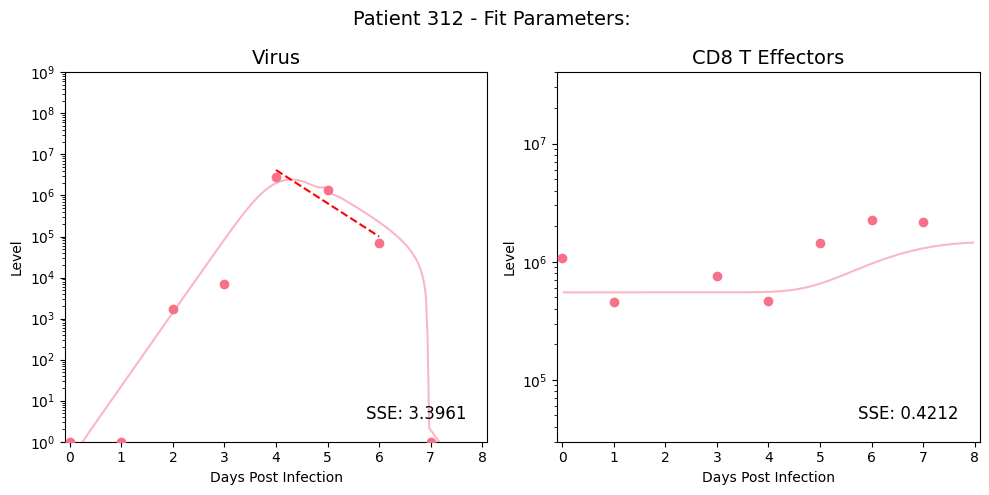 Patient 312 - Fit Parameters:
Virus
CD8 T Effectors
Level
10⁹
10⁸
10⁷
10⁶
10⁵
10⁴
10³
10²
10¹
10⁰
SSE: 3.3961
0 1 2 3 4 5 6 7 8
Days Post Infection
Level
10⁷
10⁶
10⁵
SSE: 0.4212
0 1 2 3 4 5 6 7 8
Days Post Infection